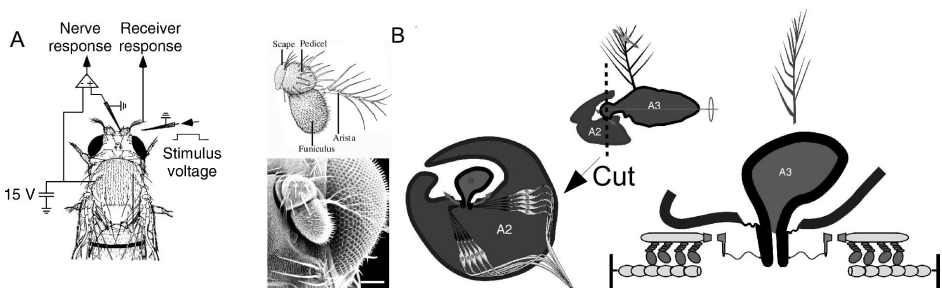 A
Nerve
response
Receiver
response
15 V
Stimulus
voltage
Scape
Pedicel
Arista
Funiculus
B
A3
A2
Cut
A2
A3